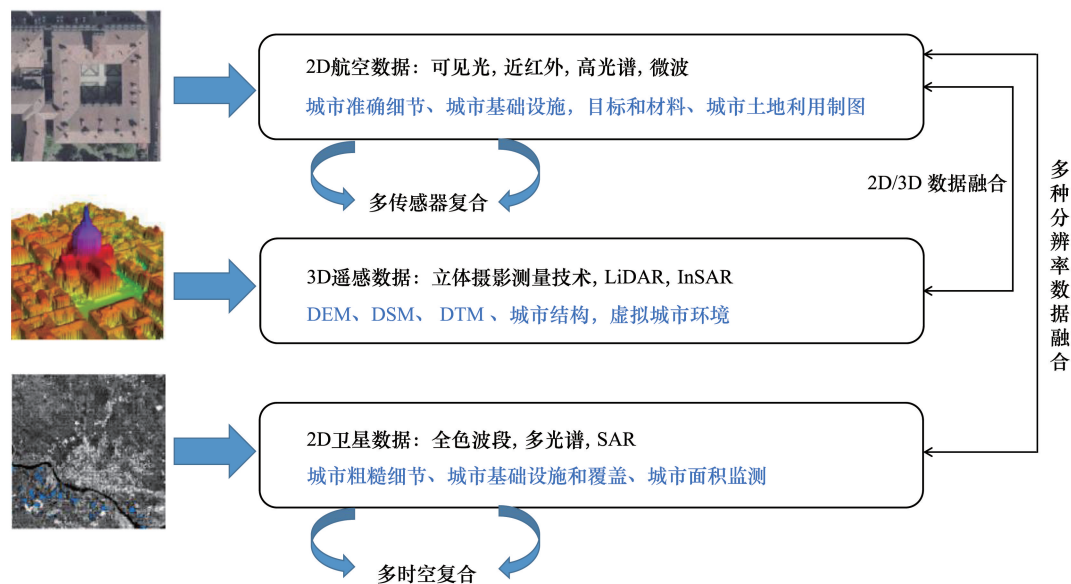 2D航空数据：可见光, 近红外, 高光谱, 微波
城市准确细节、城市基础设施，目标和材料、城市土地利用制图
多传感器复合
2D/3D 数据融合
3D遥感数据：立体摄影测量技术, LiDAR, InSAR
DEM、DSM、 DTM 、城市结构，虚拟城市环境
多种分辨率数据融合
2D卫星数据：全色波段, 多光谱, SAR
城市粗糙细节、城市基础设施和覆盖、城市面积监测
多时空复合